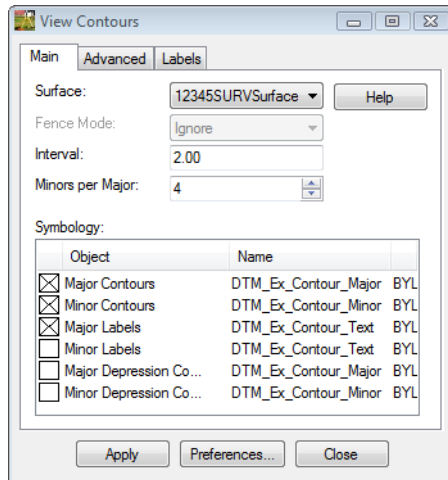 View Contours
Main Advanced Labels
Surface: 12345SURVSurface Help
Fence Mode: Ignore
Interval: 2.00
Minors per Major: 4
Symbology:
Object Name
Major Contours DTM_Ex_Contour_Major BYL
Minor Contours DTM_Ex_Contour_Minor BYL
Major Labels DTM_Ex_Contour_Text BYL
Minor Labels DTM_Ex_Contour_Text BYL
Major Depression Co... DTM_Ex_Contour_Major BYL
Minor Depression Co... DTM_Ex_Contour_Minor BYL
Apply Preferences... Close